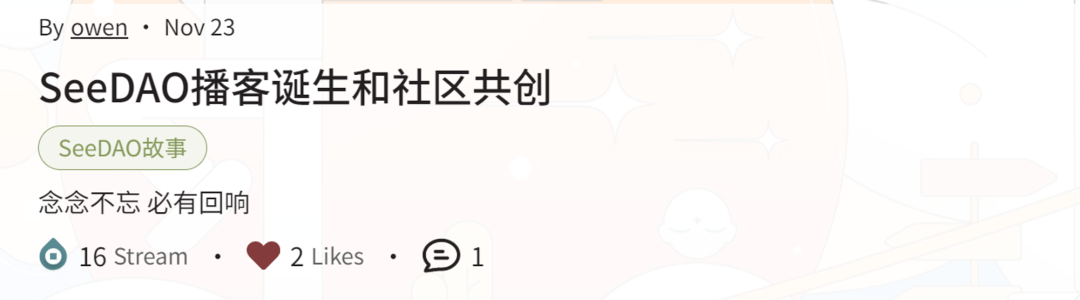 By owen · Nov 23
SeeDAO播客诞生和社区共创
SeeDAO故事
念念不忘 必有回响
16 Stream · 2 Likes · 1